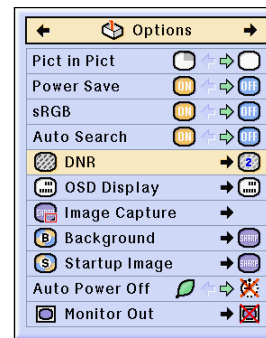 Options
Pict in Pict
Power Save ON OFF
sRGB ON OFF
Auto Search ON OFF
DNR 2
OSD Display
Image Capture
B Background SHARP
S Startup Image SHARP
Auto Power Off
Monitor Out